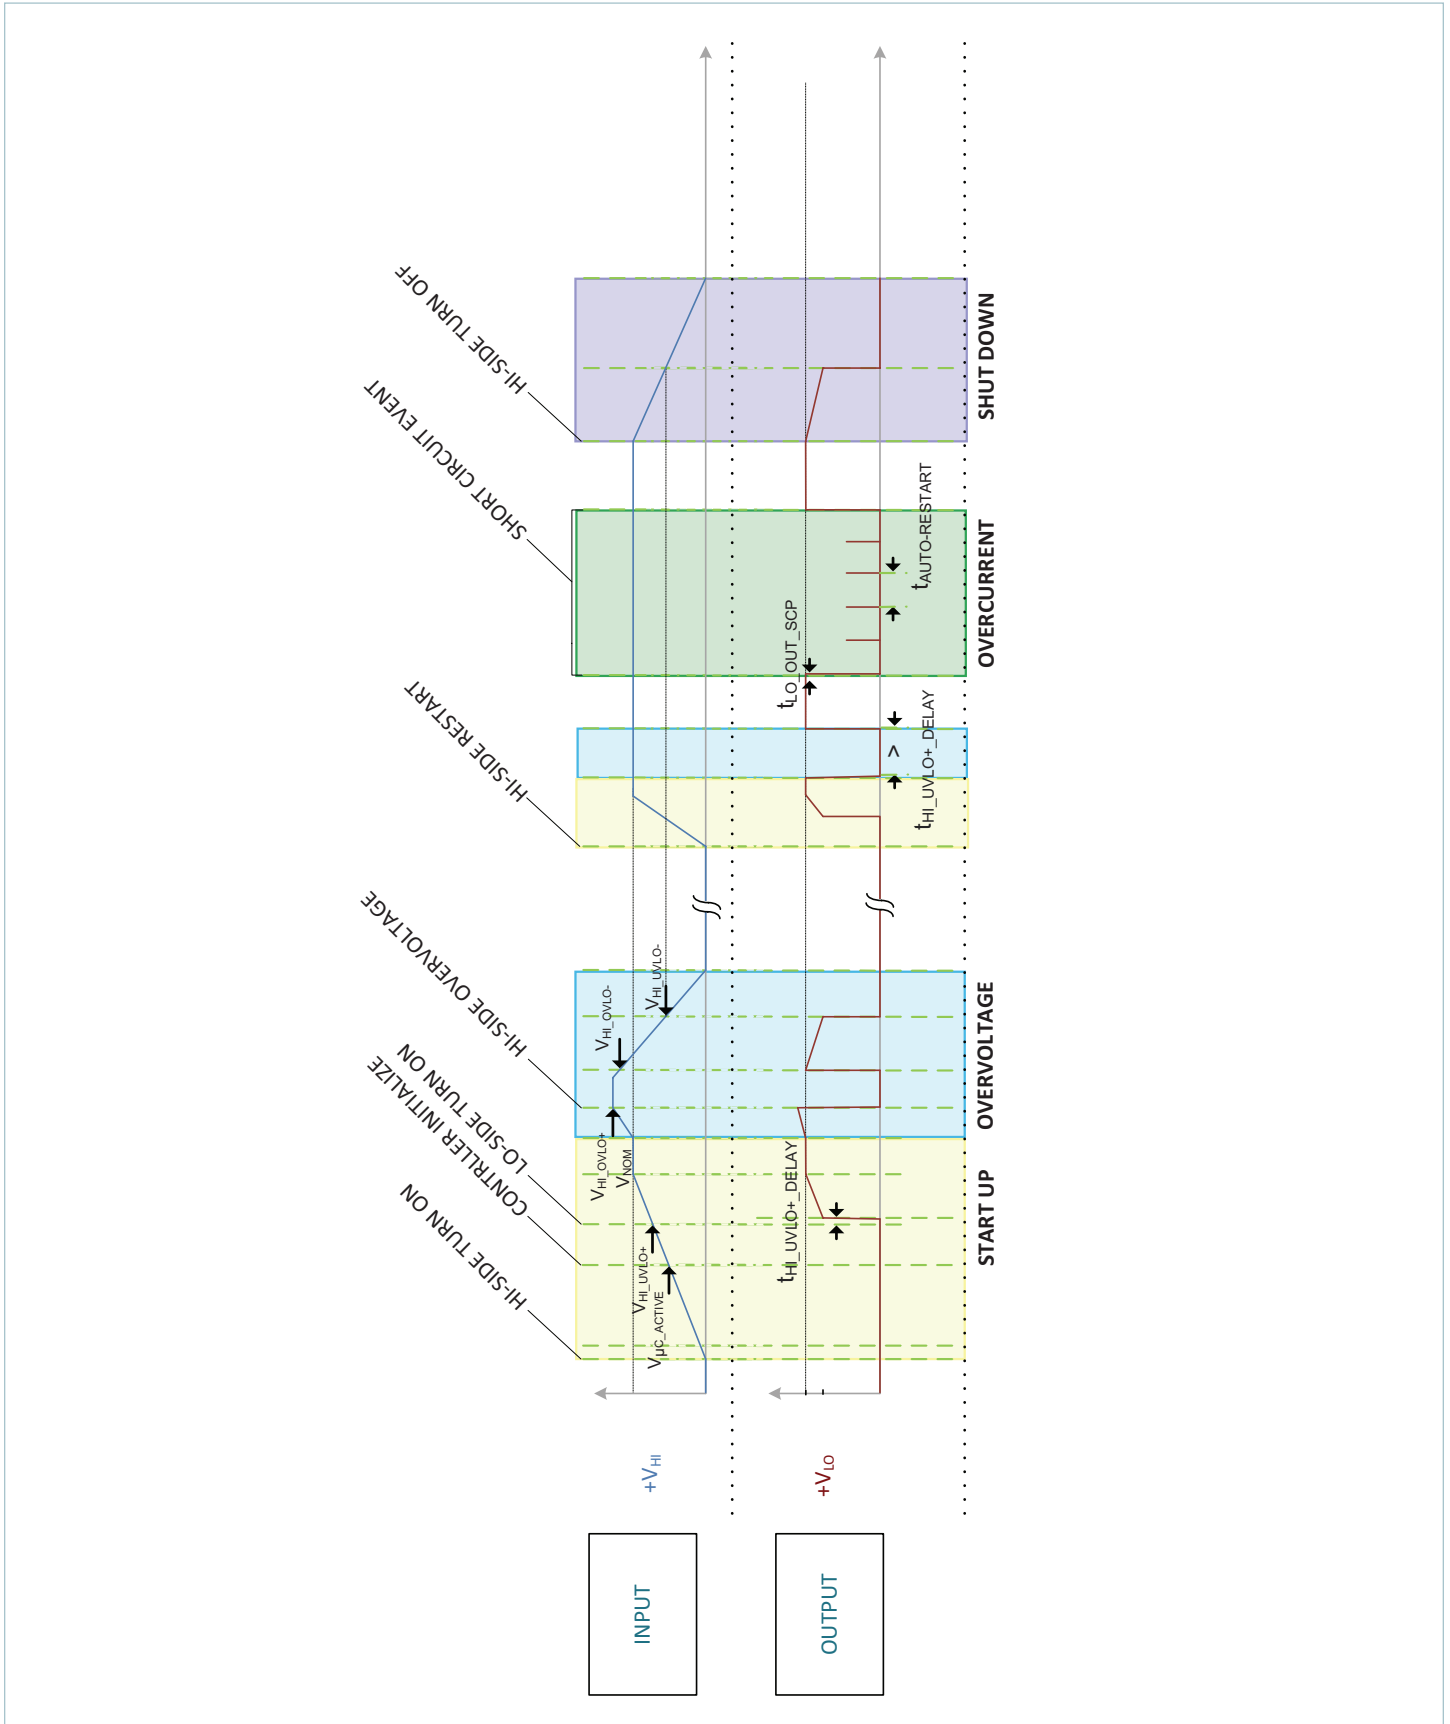 HI-SIDE TURN ON
CONTRLLER INITIALIZE
LO-SIDE TURN ON
HI-SIDE OVERVOLTAGE
HI-SIDE RESTART
SHORT CIRCUIT EVENT
HI-SIDE TURN OFF
INPUT
+VHI
VµC_ACTIVE
VHI_UVLO+
VNOM
VHI_OVLO+
VHI_OVLO-
VHI_UVLO-
OUTPUT
+VLO
tHI_UVLO+_DELAY
tLO_OUT_SCP
>
tHI_UVLO+_DELAY
tAUTO-RESTART
START UP
OVERVOLTAGE
OVERCURRENT
SHUT DOWN